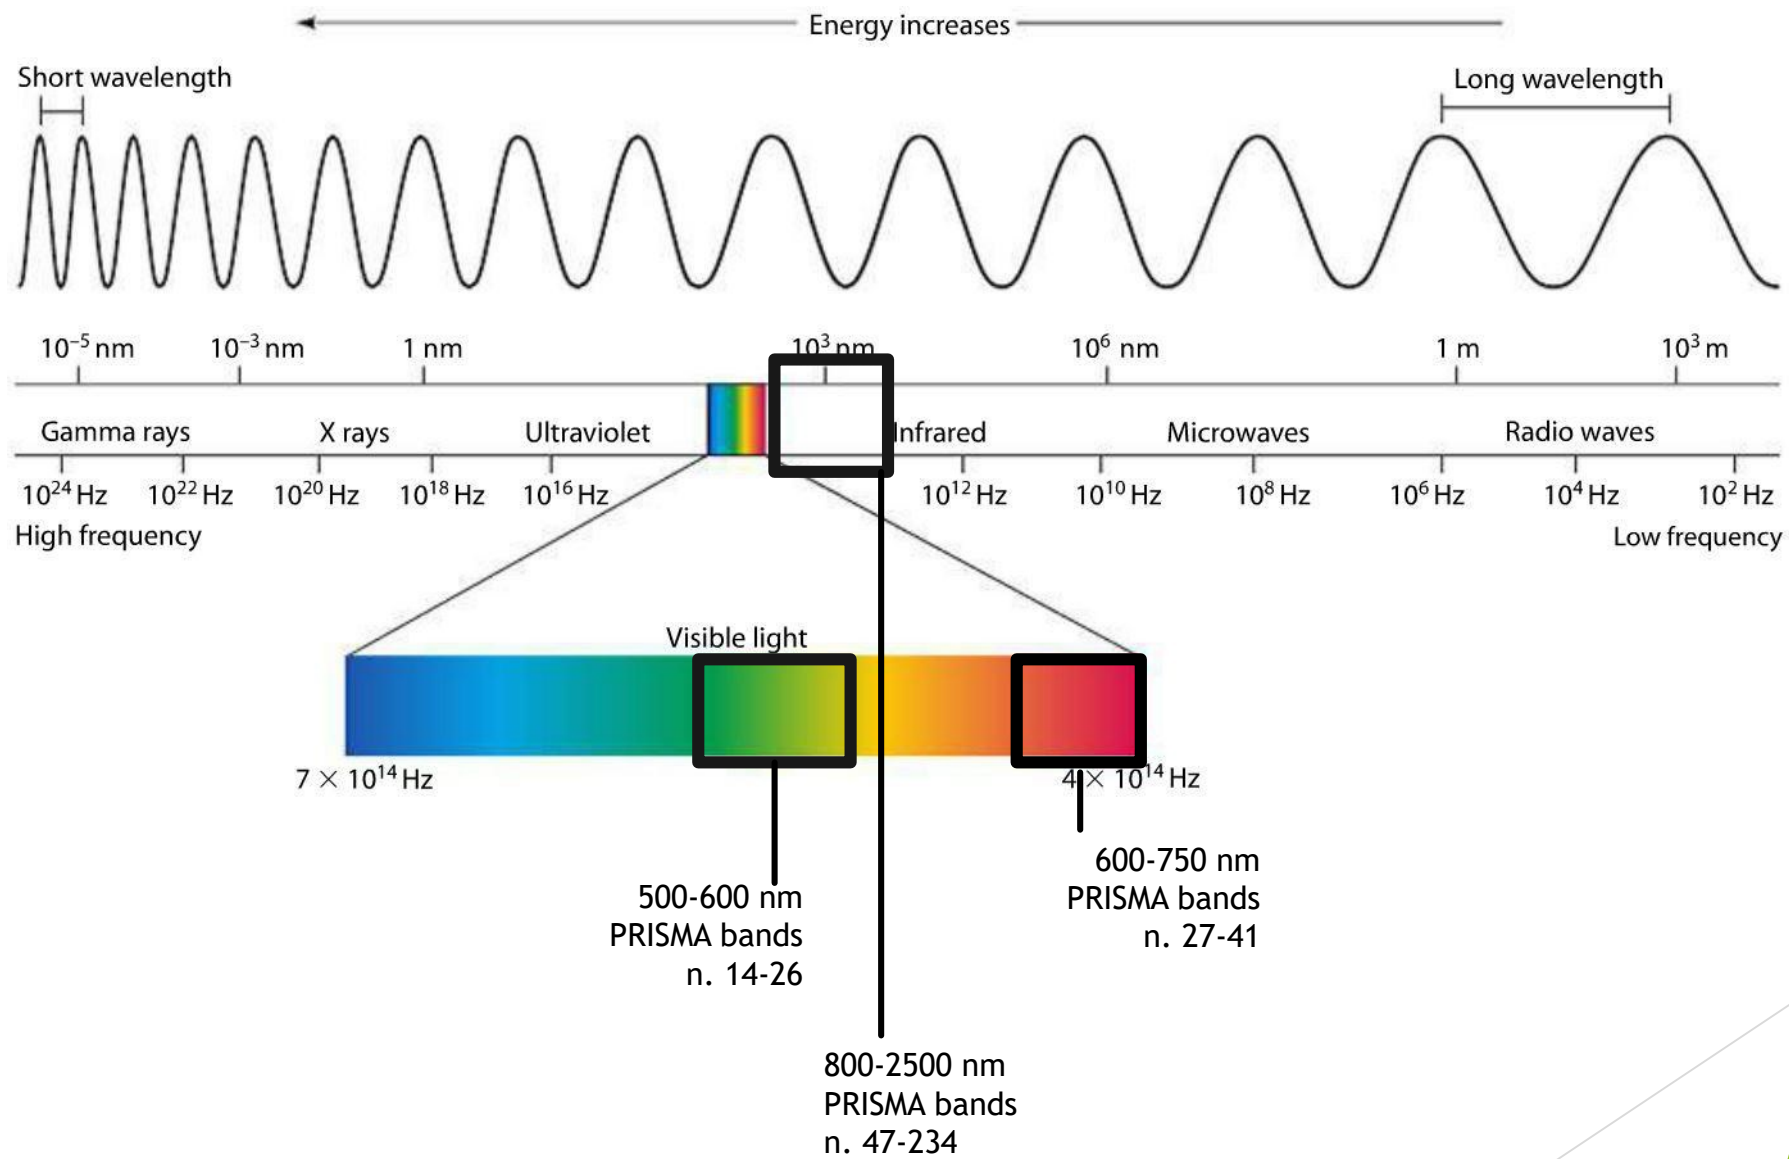 Energy increases
Short wavelength
Long wavelength
10⁻⁵ nm 10⁻³ nm 1 nm 10³ nm 10⁶ nm 1 m 10³ m
Gamma rays X rays Ultraviolet Infrared Microwaves Radio waves
10²⁴ Hz 10²² Hz 10²⁰ Hz 10¹⁸ Hz 10¹⁶ Hz 10¹² Hz 10¹⁰ Hz 10⁸ Hz 10⁶ Hz 10⁴ Hz 10² Hz
High frequency Low frequency
Visible light
7 × 10¹⁴ Hz 4 × 10¹⁴ Hz
500-600 nm
PRISMA bands
n. 14-26
600-750 nm
PRISMA bands
n. 27-41
800-2500 nm
PRISMA bands
n. 47-234